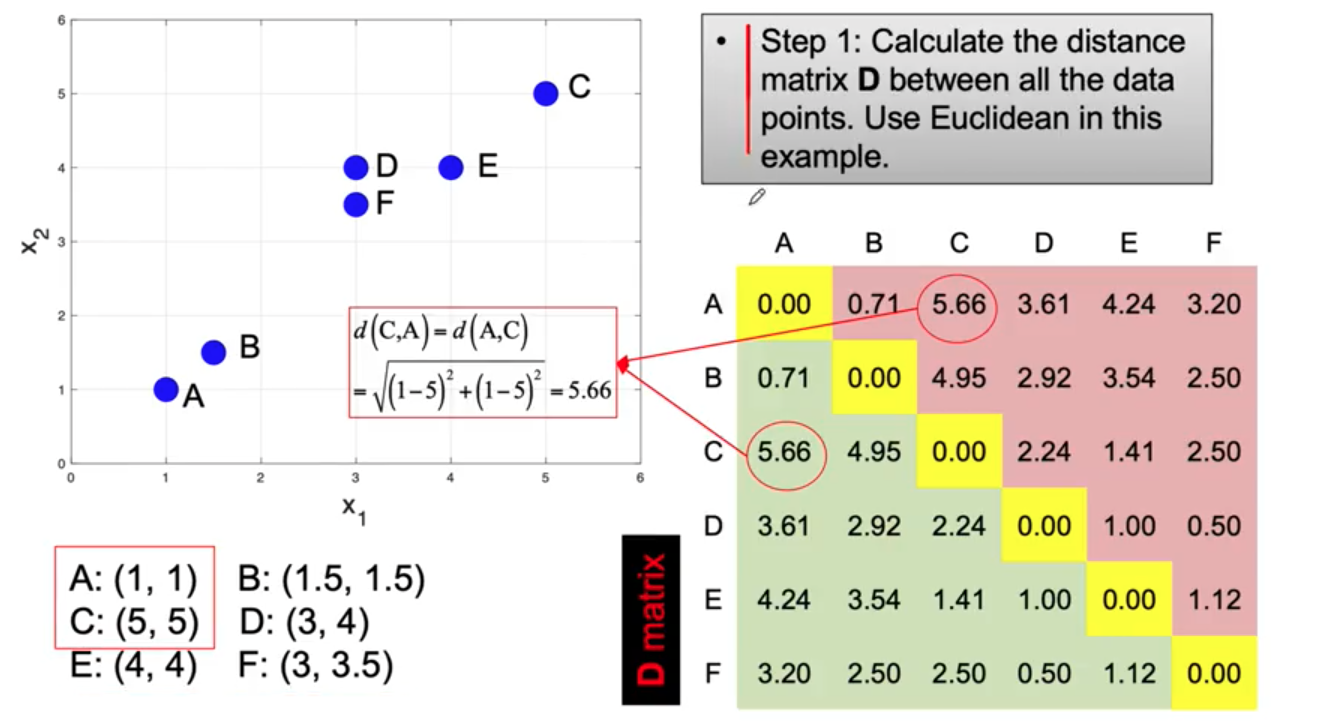 6
5
4
3
2
1
0
0 1 2 3 4 5 6
x2
x1
C
D E
F
B
A
d(C,A) = d(A,C)
= √(1−5)² + (1−5)² = 5.66
A: (1, 1) B: (1.5, 1.5)
C: (5, 5) D: (3, 4)
E: (4, 4) F: (3, 3.5)
• Step 1: Calculate the distance
matrix D between all the data
points. Use Euclidean in this
example.
A B C D E F
A 0.00 0.71 5.66 3.61 4.24 3.20
B 0.71 0.00 4.95 2.92 3.54 2.50
C 5.66 4.95 0.00 2.24 1.41 2.50
D 3.61 2.92 2.24 0.00 1.00 0.50
E 4.24 3.54 1.41 1.00 0.00 1.12
F 3.20 2.50 2.50 0.50 1.12 0.00
D matrix